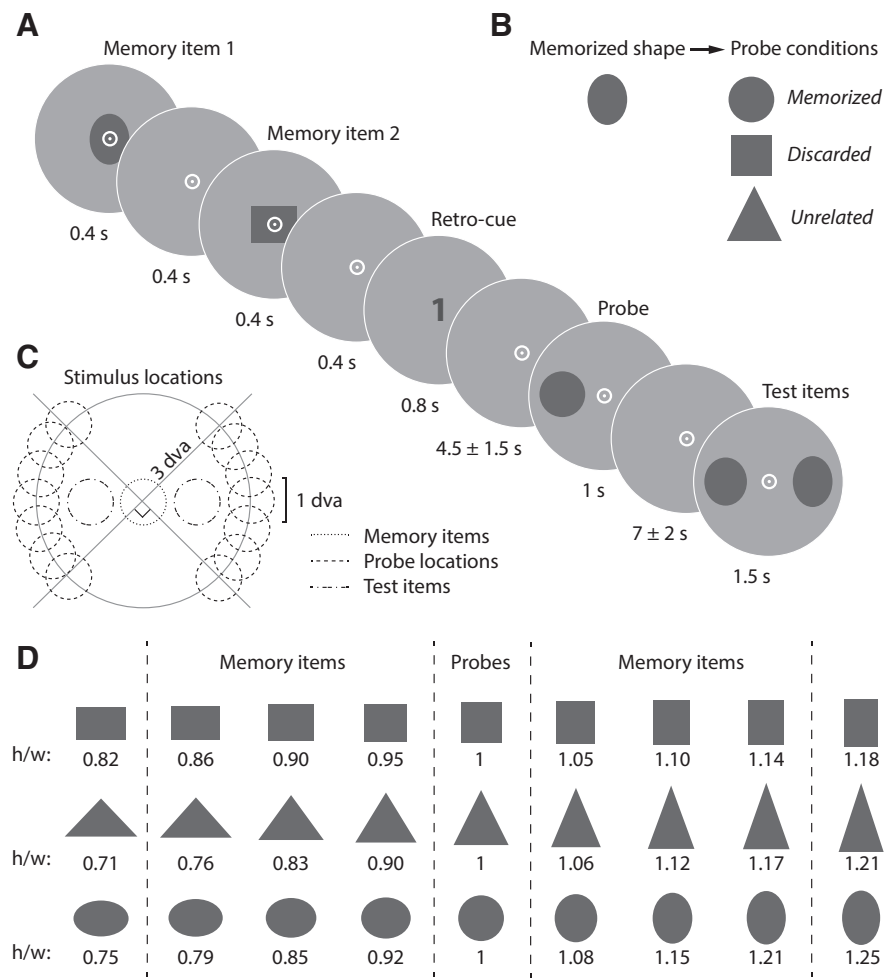 A
Memory item 1
0.4 s
0.4 s
Memory item 2
0.4 s
0.4 s
Retro-cue
1
0.8 s
4.5 ± 1.5 s
Probe
1 s
7 ± 2 s
Test items
1.5 s
B
Memorized shape Probe conditions
Memorized
Discarded
Unrelated
C
Stimulus locations
3 dva
1 dva
Memory items
Probe locations
Test items
D
Memory items Probes Memory items
h/w: 0.82 0.86 0.90 0.95 1 1.05 1.10 1.14 1.18
h/w: 0.71 0.76 0.83 0.90 1 1.06 1.12 1.17 1.21
h/w: 0.75 0.79 0.85 0.92 1 1.08 1.15 1.21 1.25